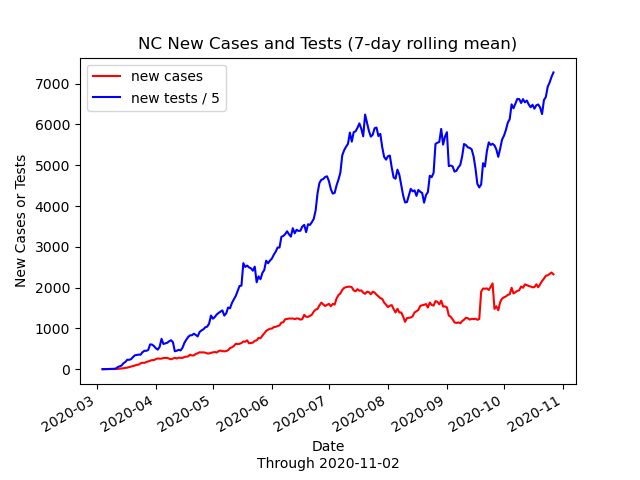 NC New Cases and Tests (7-day rolling mean)
new cases
new tests / 5
New Cases or Tests
7000
6000
5000
4000
3000
2000
1000
0
2020-03
2020-04
2020-05
2020-06
2020-07
2020-08
2020-09
2020-10
2020-11
Date
Through 2020-11-02